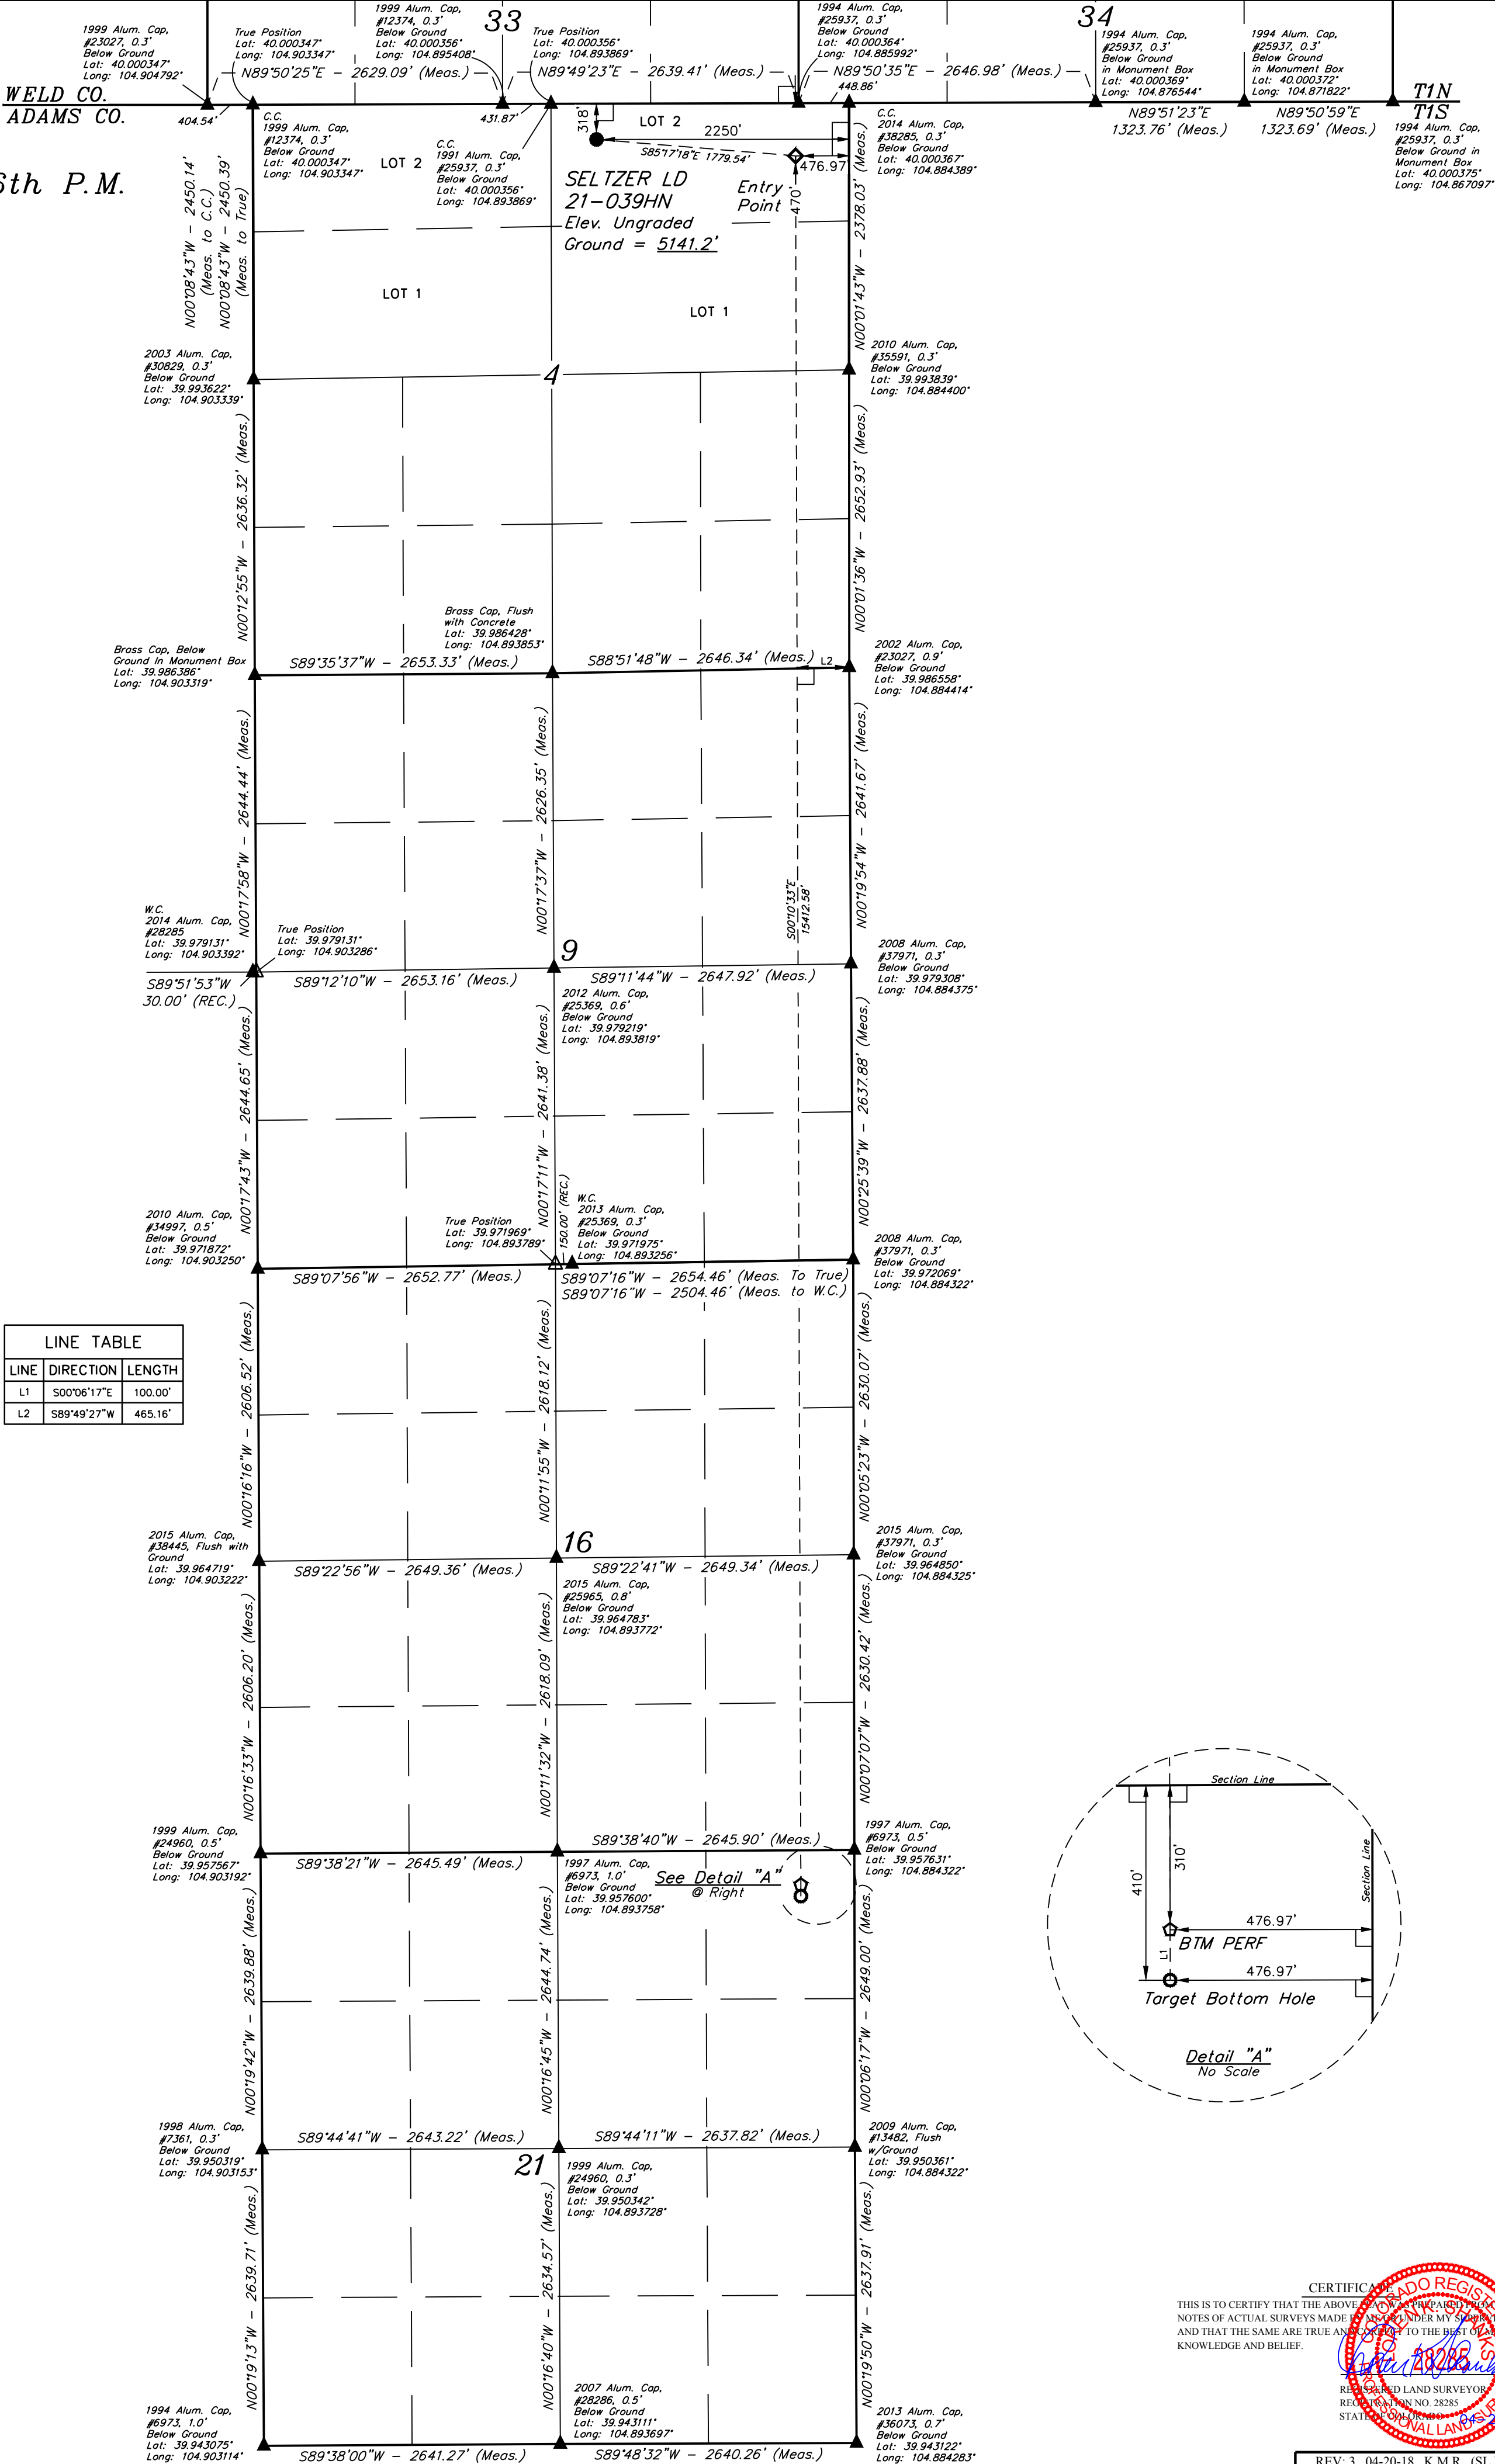 33
34
1999 Alum. Cap,
#23027, 0.3'
Below Ground
Lat: 40.000347°
Long: 104.904792°
True Position
Lat: 40.000347°
Long: 104.903347°
1999 Alum. Cap,
#12374, 0.3'
Below Ground
Lat: 40.000356°
Long: 104.895408°
True Position
Lat: 40.000356°
Long: 104.893869°
1994 Alum. Cap,
#25937, 0.3'
Below Ground
Lat: 40.000364°
Long: 104.885992°
1994 Alum. Cap,
#25937, 0.3'
Below Ground
in Monument Box
Lat: 40.000369°
Long: 104.876544°
1994 Alum. Cap,
#25937, 0.3'
Below Ground
in Monument Box
Lat: 40.000372°
Long: 104.871822°
N89°50'25"E - 2629.09' (Meas.)
N89°49'23"E - 2639.41' (Meas.)
N89°50'35"E - 2646.98' (Meas.)
448.86'
WELD CO.
ADAMS CO.
T1N
T1S
404.54'
431.87'
N89°51'23"E
1323.76' (Meas.)
N89°50'59"E
1323.69' (Meas.)
1994 Alum. Cap,
#25937, 0.3'
Below Ground in
Monument Box
Lat: 40.000375°
Long: 104.867097°
6th P.M.
C.C.
1999 Alum. Cap,
#12374, 0.3'
Below Ground
Lat: 40.000347°
Long: 104.903347°
LOT 2
C.C.
1991 Alum. Cap,
#25937, 0.3'
Below Ground
Lat: 40.000356°
Long: 104.893869°
318'
LOT 2
2250'
S85°17'18"E 1779.54'
476.97'
C.C.
2014 Alum. Cap,
#38285, 0.3'
Below Ground
Lat: 40.000367°
Long: 104.884389°
SELTZER LD
21-039HN
Elev. Ungraded
Ground = 5141.2'
Entry
Point
470'
N00°08'43"W - 2450.14'
(Meas. to C.C.)
N00°08'43"W - 2450.39'
(Meas. to True)
N00°01'43"W - 2378.03' (Meas.)
LOT 1
LOT 1
2003 Alum. Cap,
#30829, 0.3'
Below Ground
Lat: 39.993622°
Long: 104.903339°
4
2010 Alum. Cap,
#35591, 0.3'
Below Ground
Lat: 39.993839°
Long: 104.884400°
N00°12'55"W - 2636.32' (Meas.)
N00°01'36"W - 2652.93' (Meas.)
Brass Cap, Below
Ground In Monument Box
Lat: 39.986386°
Long: 104.903319°
Brass Cap, Flush
with Concrete
Lat: 39.986428°
Long: 104.893853°
2002 Alum. Cap,
#23027, 0.9'
Below Ground
Lat: 39.986558°
Long: 104.884414°
S89°35'37"W - 2653.33' (Meas.)
S88°51'48"W - 2646.34' (Meas.)
L2
N00°17'58"W - 2644.44' (Meas.)
N00°17'37"W - 2626.35' (Meas.)
S00°10'33"E
15412.58'
N00°19'54"W - 2641.67' (Meas.)
W.C.
2014 Alum. Cap,
#28285
Lat: 39.979131°
Long: 104.903392°
True Position
Lat: 39.979131°
Long: 104.903286°
S89°51'53"W
30.00' (REC.)
9
2008 Alum. Cap,
#37971, 0.3'
Below Ground
Lat: 39.979308°
Long: 104.884375°
S89°12'10"W - 2653.16' (Meas.)
S89°11'44"W - 2647.92' (Meas.)
2012 Alum. Cap,
#25369, 0.6'
Below Ground
Lat: 39.979219°
Long: 104.893819°
N00°17'43"W - 2644.65' (Meas.)
N00°17'11"W - 2641.38' (Meas.)
N00°25'39"W - 2637.88' (Meas.)
2010 Alum. Cap,
#34997, 0.5'
Below Ground
Lat: 39.971872°
Long: 104.903250°
True Position
Lat: 39.971969°
Long: 104.893789°
150.00' (REC.)
W.C.
2013 Alum. Cap,
#25369, 0.3'
Below Ground
Lat: 39.971975°
Long: 104.893256°
2008 Alum. Cap,
#37971, 0.3'
Below Ground
Lat: 39.972069°
Long: 104.884322°
S89°07'56"W - 2652.77' (Meas.)
S89°07'16"W - 2654.46' (Meas. To True)
S89°07'16"W - 2504.46' (Meas. to W.C.)
LINE TABLE
LINE DIRECTION LENGTH
L1 S00°06'17"E 100.00'
L2 S89°49'27"W 465.16'
N00°16'16"W - 2606.52' (Meas.)
N00°11'55"W - 2618.12' (Meas.)
N00°05'23"W - 2630.07' (Meas.)
2015 Alum. Cap,
#38445, Flush with
Ground
Lat: 39.964719°
Long: 104.903222°
16
2015 Alum. Cap,
#37971, 0.3'
Below Ground
Lat: 39.964850°
Long: 104.884325°
S89°22'56"W - 2649.36' (Meas.)
S89°22'41"W - 2649.34' (Meas.)
2015 Alum. Cap,
#25965, 0.8'
Below Ground
Lat: 39.964783°
Long: 104.893772°
N00°16'33"W - 2606.20' (Meas.)
N00°11'32"W - 2618.09' (Meas.)
N00°07'07"W - 2630.42' (Meas.)
1999 Alum. Cap,
#24960, 0.5'
Below Ground
Lat: 39.957567°
Long: 104.903192°
S89°38'40"W - 2645.90' (Meas.)
S89°38'21"W - 2645.49' (Meas.)
1997 Alum. Cap,
#6973, 0.5'
Below Ground
Lat: 39.957631°
Long: 104.884322°
1997 Alum. Cap,
#6973, 1.0'
Below Ground
Lat: 39.957600°
Long: 104.893758°
See Detail "A"
@ Right
Section Line
Section Line
410'
310'
476.97'
BTM PERF
L1
476.97'
Target Bottom Hole
Detail "A"
No Scale
N00°19'42"W - 2639.88' (Meas.)
N00°16'45"W - 2644.74' (Meas.)
N00°06'17"W - 2649.00' (Meas.)
1998 Alum. Cap,
#7361, 0.3'
Below Ground
Lat: 39.950319°
Long: 104.903153°
S89°44'41"W - 2643.22' (Meas.)
S89°44'11"W - 2637.82' (Meas.)
2009 Alum. Cap,
#13482, Flush
w/Ground
Lat: 39.950361°
Long: 104.884322°
21
1999 Alum. Cap,
#24960, 0.3'
Below Ground
Lat: 39.950342°
Long: 104.893728°
N00°19'13"W - 2639.71' (Meas.)
N00°16'40"W - 2634.57' (Meas.)
N00°19'50"W - 2637.91' (Meas.)
1994 Alum. Cap,
#6973, 1.0'
Below Ground
Lat: 39.943075°
Long: 104.903114°
2007 Alum. Cap,
#28286, 0.5'
Below Ground
Lat: 39.943111°
Long: 104.893697°
2013 Alum. Cap,
#36073, 0.7'
Below Ground
Lat: 39.943122°
Long: 104.884283°
S89°38'00"W - 2641.27' (Meas.)
S89°48'32"W - 2640.26' (Meas.)
CERTIFICATE
THIS IS TO CERTIFY THAT THE ABOVE PLAT WAS PREPARED FROM
NOTES OF ACTUAL SURVEYS MADE BY ME OR UNDER MY
AND THAT THE SAME ARE TRUE AND CORRECT TO THE BEST OF
KNOWLEDGE AND BELIEF.
28285
REGISTERED LAND SURVEYOR
REGISTRATION NO. 28285
STATE OF COLORADO
REV: 3 04-20-18 K.M.R.